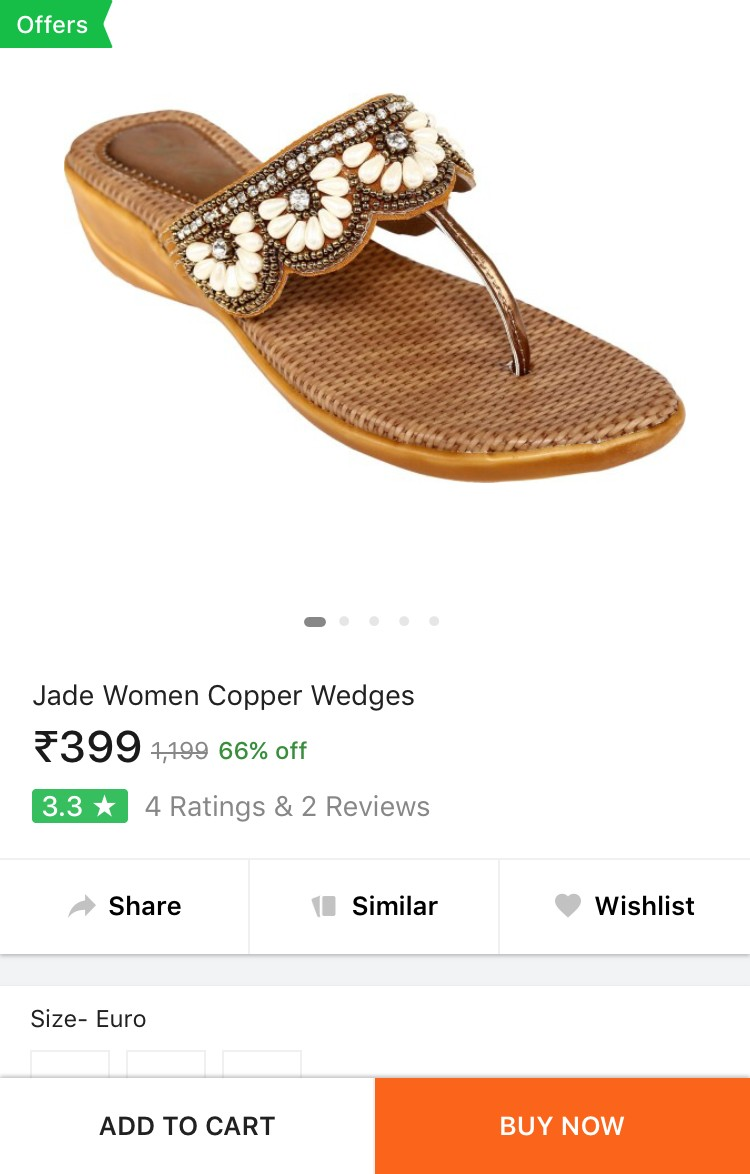 Offers
Jade Women Copper Wedges
₹399 1,199 66% off
3.3 ★ 4 Ratings & 2 Reviews
Share Similar Wishlist
Size- Euro
ADD TO CART BUY NOW